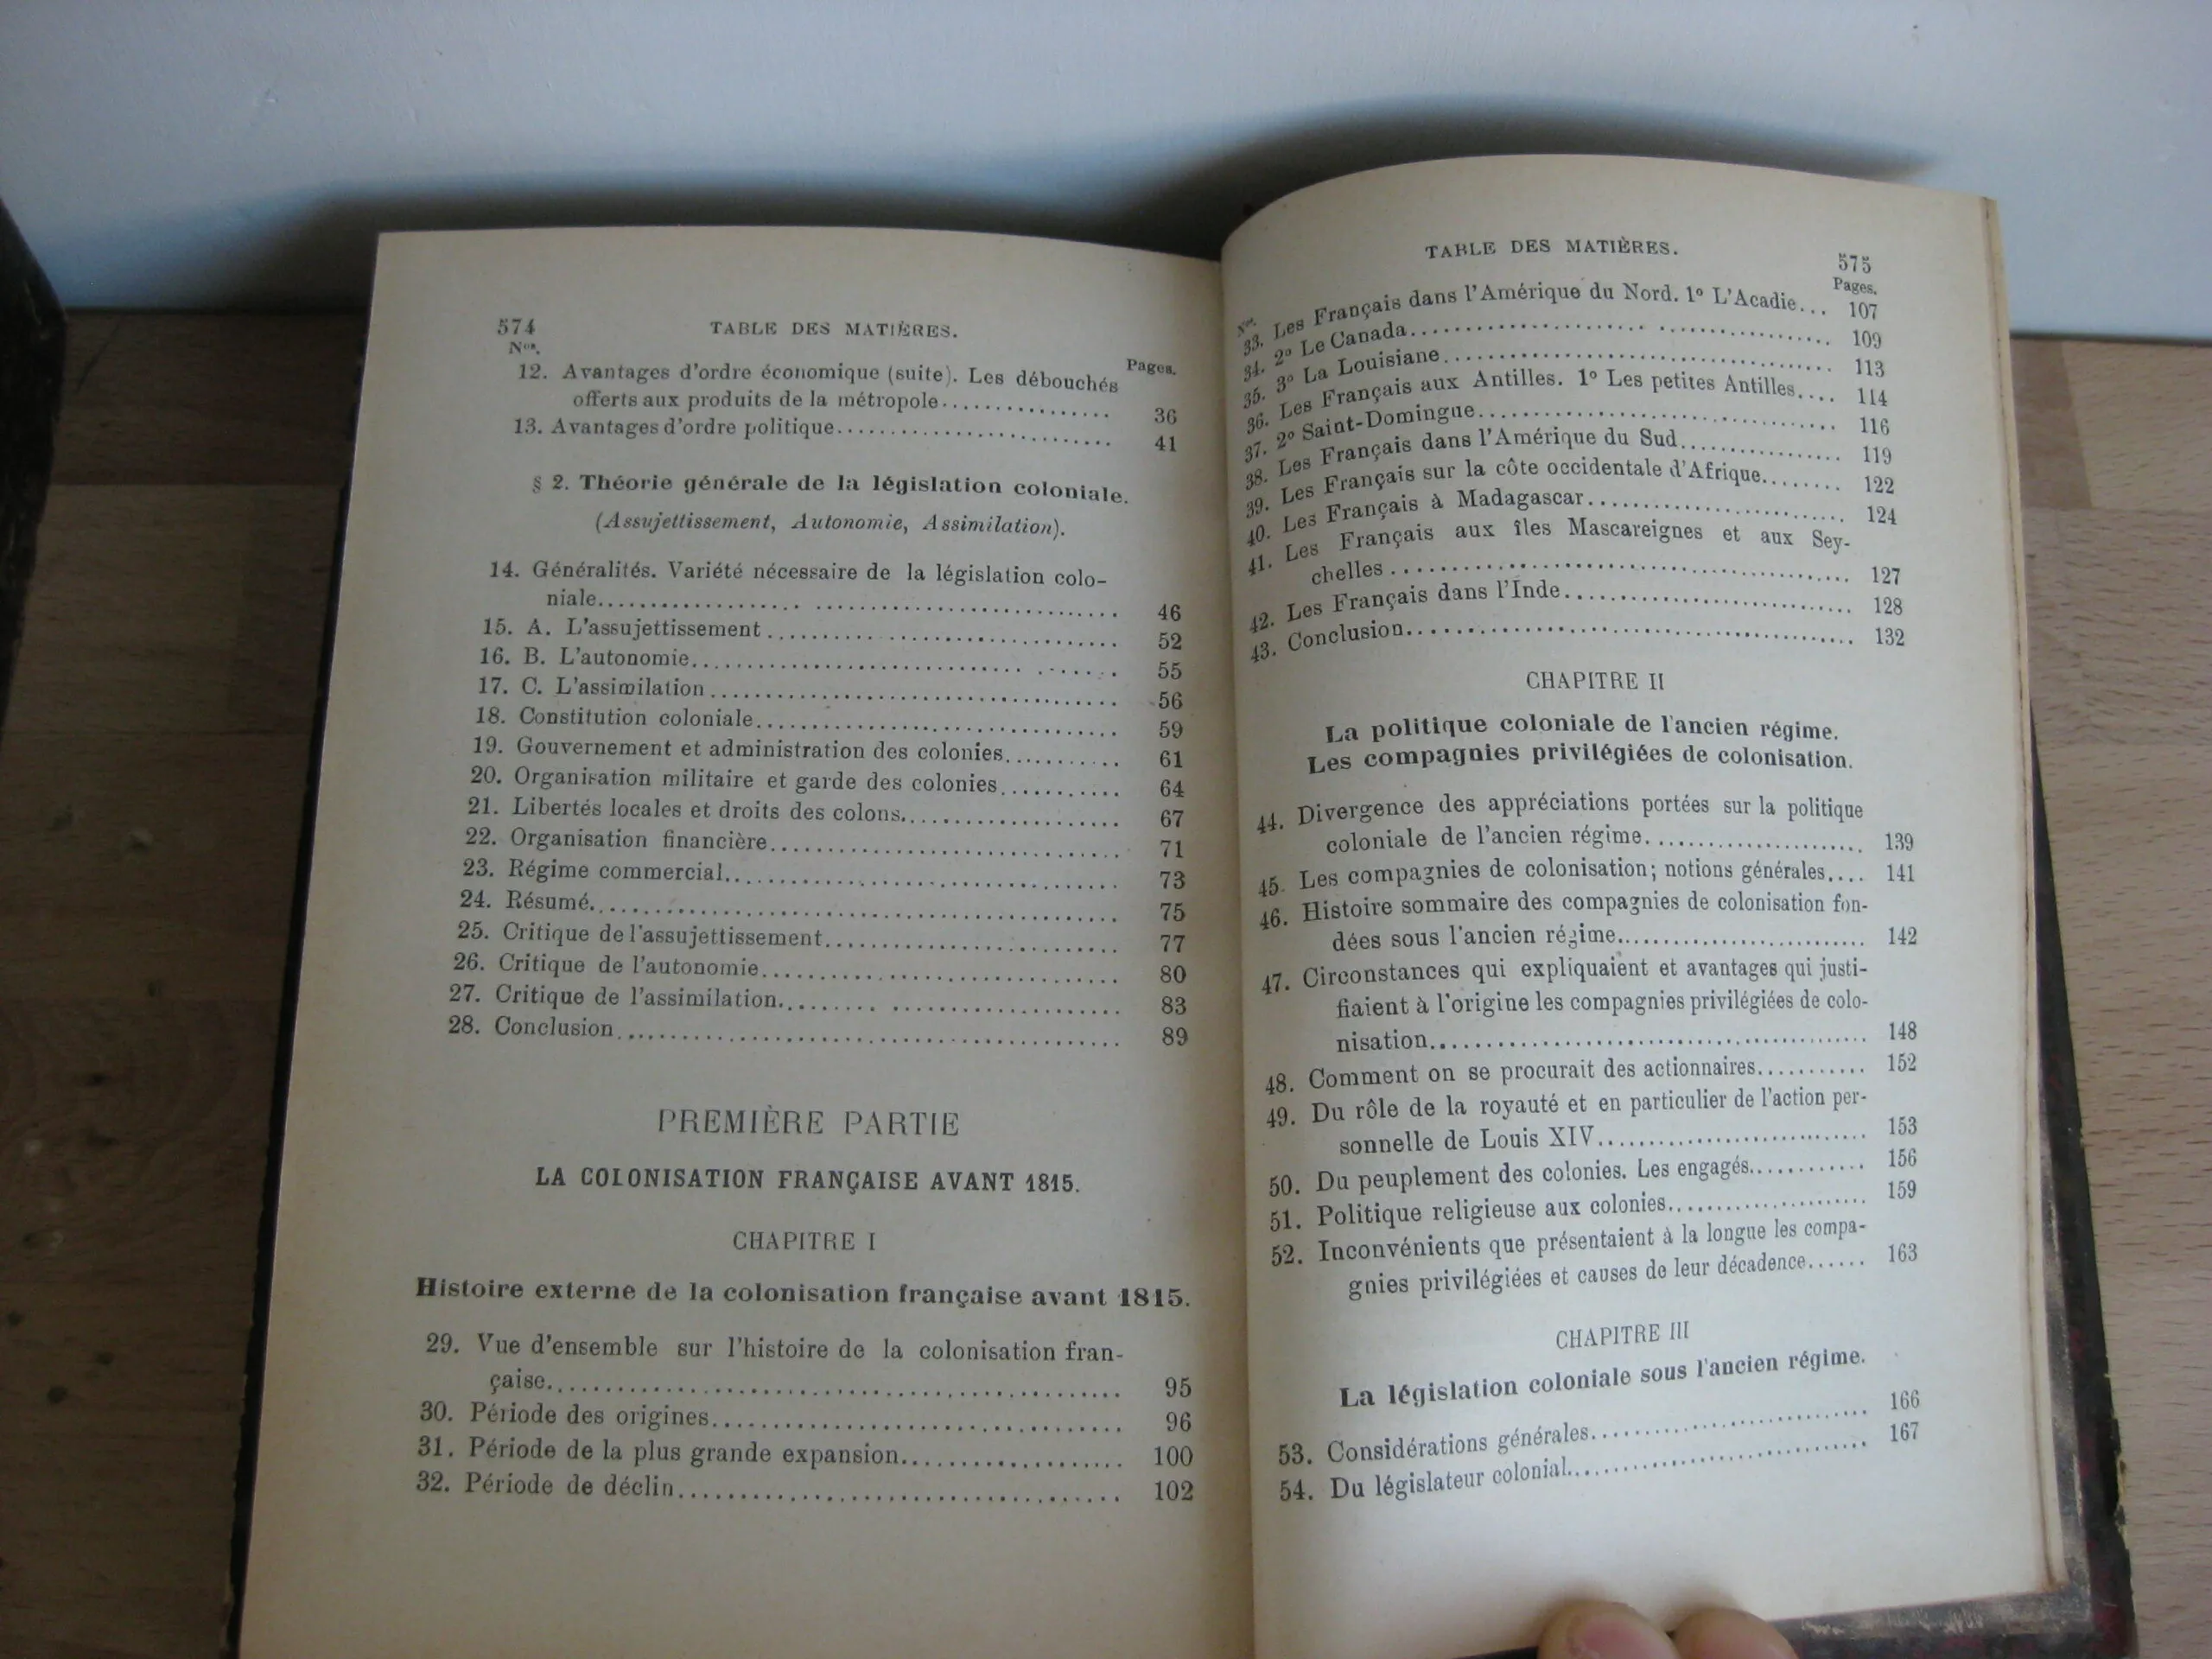 574
TABLE DES MATIÈRES.
Nos.
Pages.
12. Avantages d'ordre économique (suite). Les débouchés
offerts aux produits de la métropole................ 36
13. Avantages d'ordre politique........................... 41
§ 2. Théorie générale de la législation coloniale.
(Assujettissement, Autonomie, Assimilation).
14. Généralités. Variété nécessaire de la législation colo-
niale................................................ 46
15. A. L'assujettissement................................. 52
16. B. L'autonomie....................................... 55
17. C. L'assimilation..................................... 56
18. Constitution coloniale................................. 59
19. Gouvernement et administration des colonies........... 61
20. Organisation militaire et garde des colonies............ 64
21. Libertés locales et droits des colons..................... 67
22. Organisation financière................................ 71
23. Régime commercial................................... 73
24. Résumé.............................................. 75
25. Critique de l'assujettissement........................... 77
26. Critique de l'autonomie................................ 80
27. Critique de l'assimilation............................... 83
28. Conclusion........................................... 89
PREMIÈRE PARTIE
LA COLONISATION FRANÇAISE AVANT 1815.
CHAPITRE I
Histoire externe de la colonisation française avant 1815.
29. Vue d'ensemble sur l'histoire de la colonisation fran-
çaise................................................ 95
30. Période des origines................................... 96
31. Période de la plus grande expansion................... 100
32. Période de déclin..................................... 102
TABLE DES MATIÈRES.
575
Nos.
Pages.
33. Les Français dans l'Amérique du Nord. 1o L'Acadie... 107
34. 2o Le Canada........................................ 109
35. 3o La Louisiane...................................... 113
36. Les Français aux Antilles. 1o Les petites Antilles.... 114
37. 2o Saint-Domingue................................... 116
38. Les Français dans l'Amérique du Sud................. 119
39. Les Français sur la côte occidentale d'Afrique........ 122
40. Les Français à Madagascar........................... 124
41. Les Français aux îles Mascareignes et aux Sey-
chelles.............................................. 127
42. Les Français dans l'Inde.............................. 128
43. Conclusion........................................... 132
CHAPITRE II
La politique coloniale de l'ancien régime.
Les compagnies privilégiées de colonisation.
44. Divergence des appréciations portées sur la politique
coloniale de l'ancien régime....................... 139
45. Les compagnies de colonisation; notions générales.... 141
46. Histoire sommaire des compagnies de colonisation fon-
dées sous l'ancien régime.......................... 142
47. Circonstances qui expliquaient et avantages qui justi-
fiaient à l'origine les compagnies privilégiées de colo-
nisation............................................. 148
48. Comment on se procurait des actionnaires........... 152
49. Du rôle de la royauté et en particulier de l'action per-
sonnelle de Louis XIV........................... 153
50. Du peuplement des colonies. Les engagés............ 156
51. Politique religieuse aux colonies..................... 159
52. Inconvénients que présentaient à la longue les compa-
gnies privilégiées et causes de leur décadence...... 163
CHAPITRE III
La législation coloniale sous l'ancien régime.
53. Considérations générales............................. 166
54. Du législateur colonial............................... 167